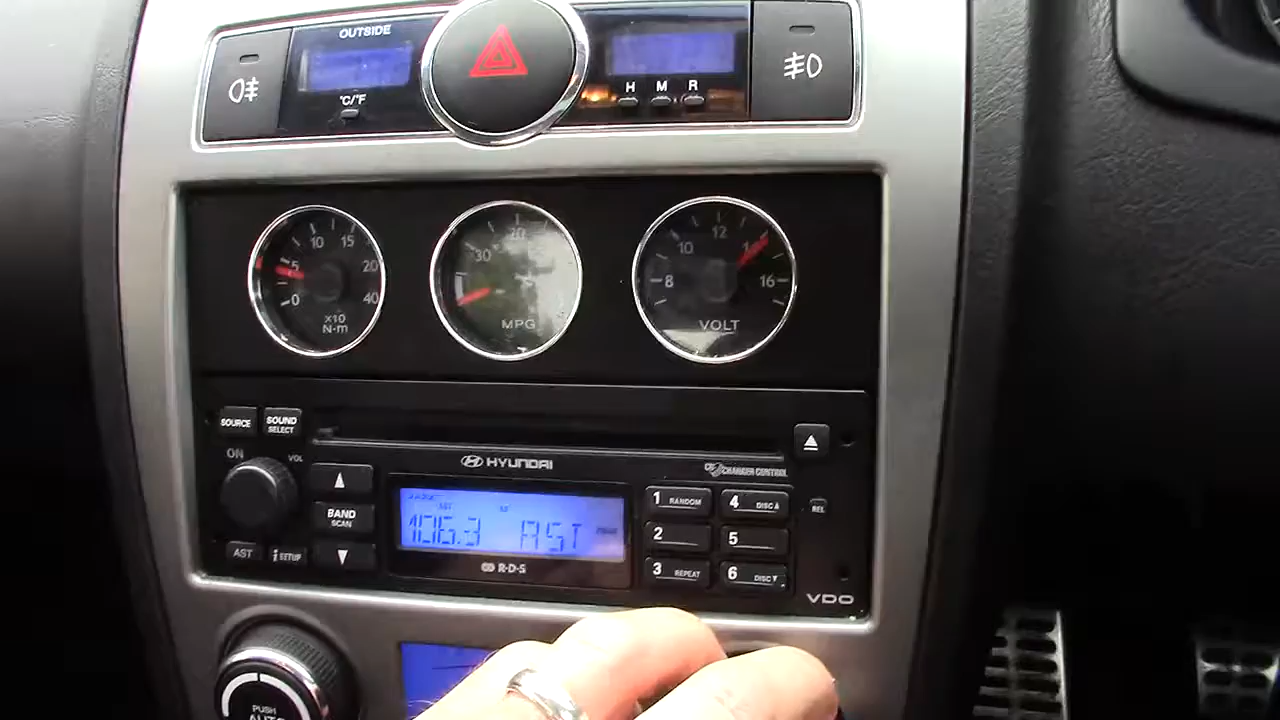 OUTSIDE
°C/°F
H M R
0 5 10 15 20 40
x10
N-m
30
MPG
8 10 12 16
VOLT
SOURCE
SOUND
SELECT
ON
VOL
BAND
SCAN
AST
i SETUP
HYUNDAI
CD CHANGER CONTROL
106.3 AST
R·D·S
1 RANDOM
2
3 REPEAT
4 DISC▲
5
6 DISC▼
REL
VDO
PUSH
AUTO